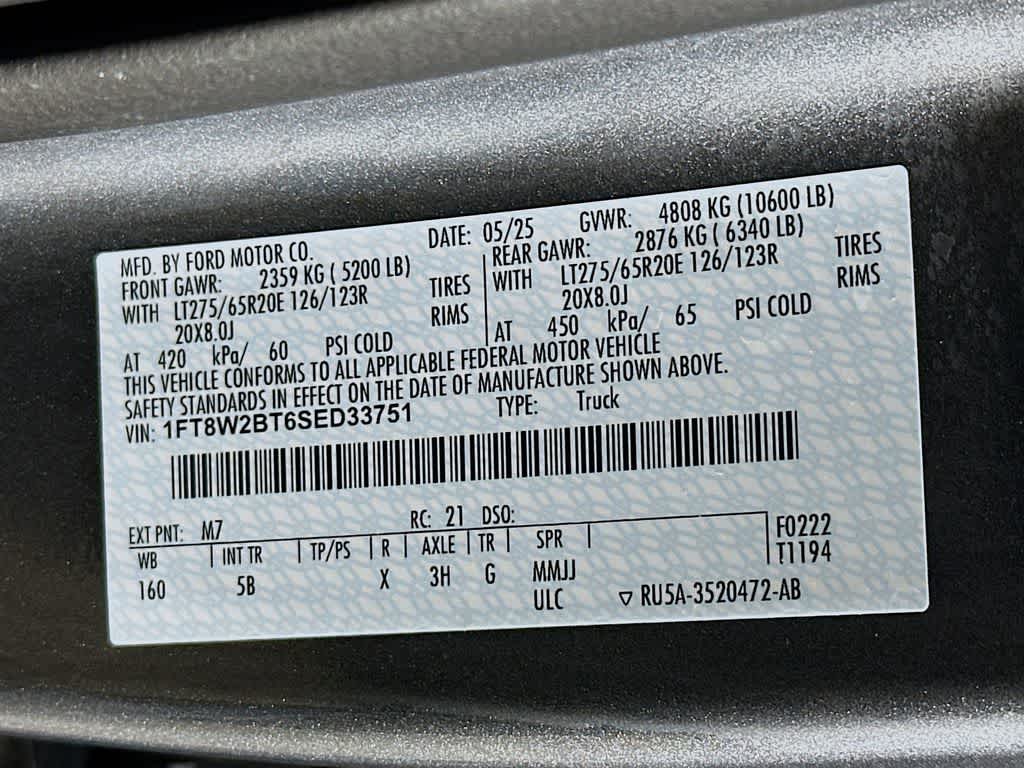 MFD. BY FORD MOTOR CO. DATE: 05/25 GVWR: 4808 KG (10600 LB)
FRONT GAWR: 2359 KG ( 5200 LB) REAR GAWR: 2876 KG ( 6340 LB)
WITH LT275/65R20E 126/123R TIRES WITH LT275/65R20E 126/123R TIRES
20X8.0J RIMS 20X8.0J RIMS
AT 420 kPa/ 60 PSI COLD AT 450 kPa/ 65 PSI COLD
THIS VEHICLE CONFORMS TO ALL APPLICABLE FEDERAL MOTOR VEHICLE
SAFETY STANDARDS IN EFFECT ON THE DATE OF MANUFACTURE SHOWN ABOVE.
VIN: 1FT8W2BT6SED33751 TYPE: Truck
EXT PNT: M7 RC: 21 DSO:
WB INT TR TP/PS R AXLE TR SPR F0222
160 5B X 3H G MMJJ T1194
ULC ▽ RU5A-3520472-AB